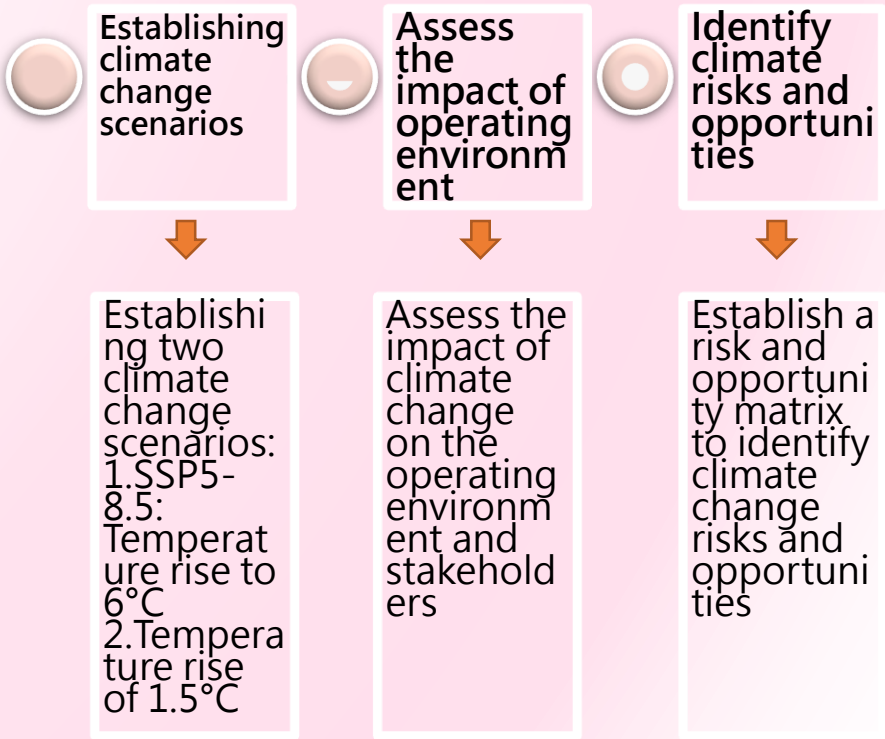 Establishing
climate
change
scenarios
Assess
the
impact of
operating
environm
ent
Identify
climate
risks and
opportuni
ties
Establishi
ng two
climate
change
scenarios:
1.SSP5-
8.5:
Temperat
ure rise to
6°C
2.Tempera
ture rise
of 1.5°C
Assess the
impact of
climate
change
on the
operating
environm
ent and
stakehold
ers
Establish a
risk and
opportuni
ty matrix
to identify
climate
change
risks and
opportuni
ties